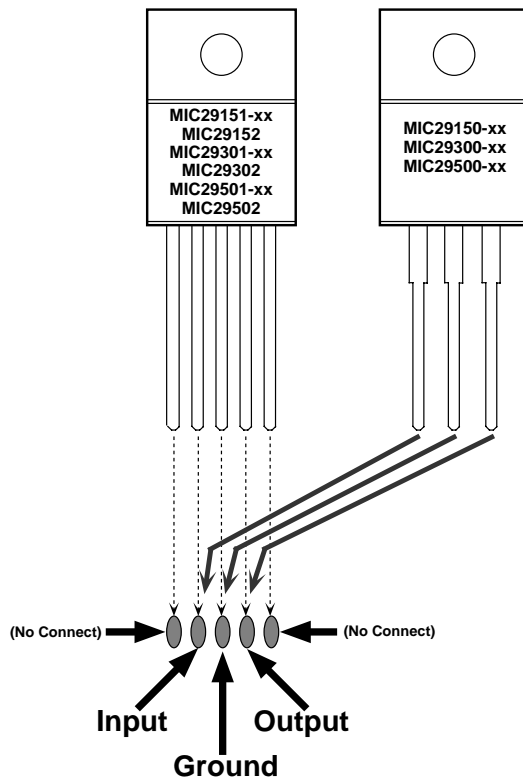 MIC29151-xx
MIC29152
MIC29301-xx
MIC29302
MIC29501-xx
MIC29502
MIC29150-xx
MIC29300-xx
MIC29500-xx
(No Connect)
(No Connect)
Input
Output
Ground